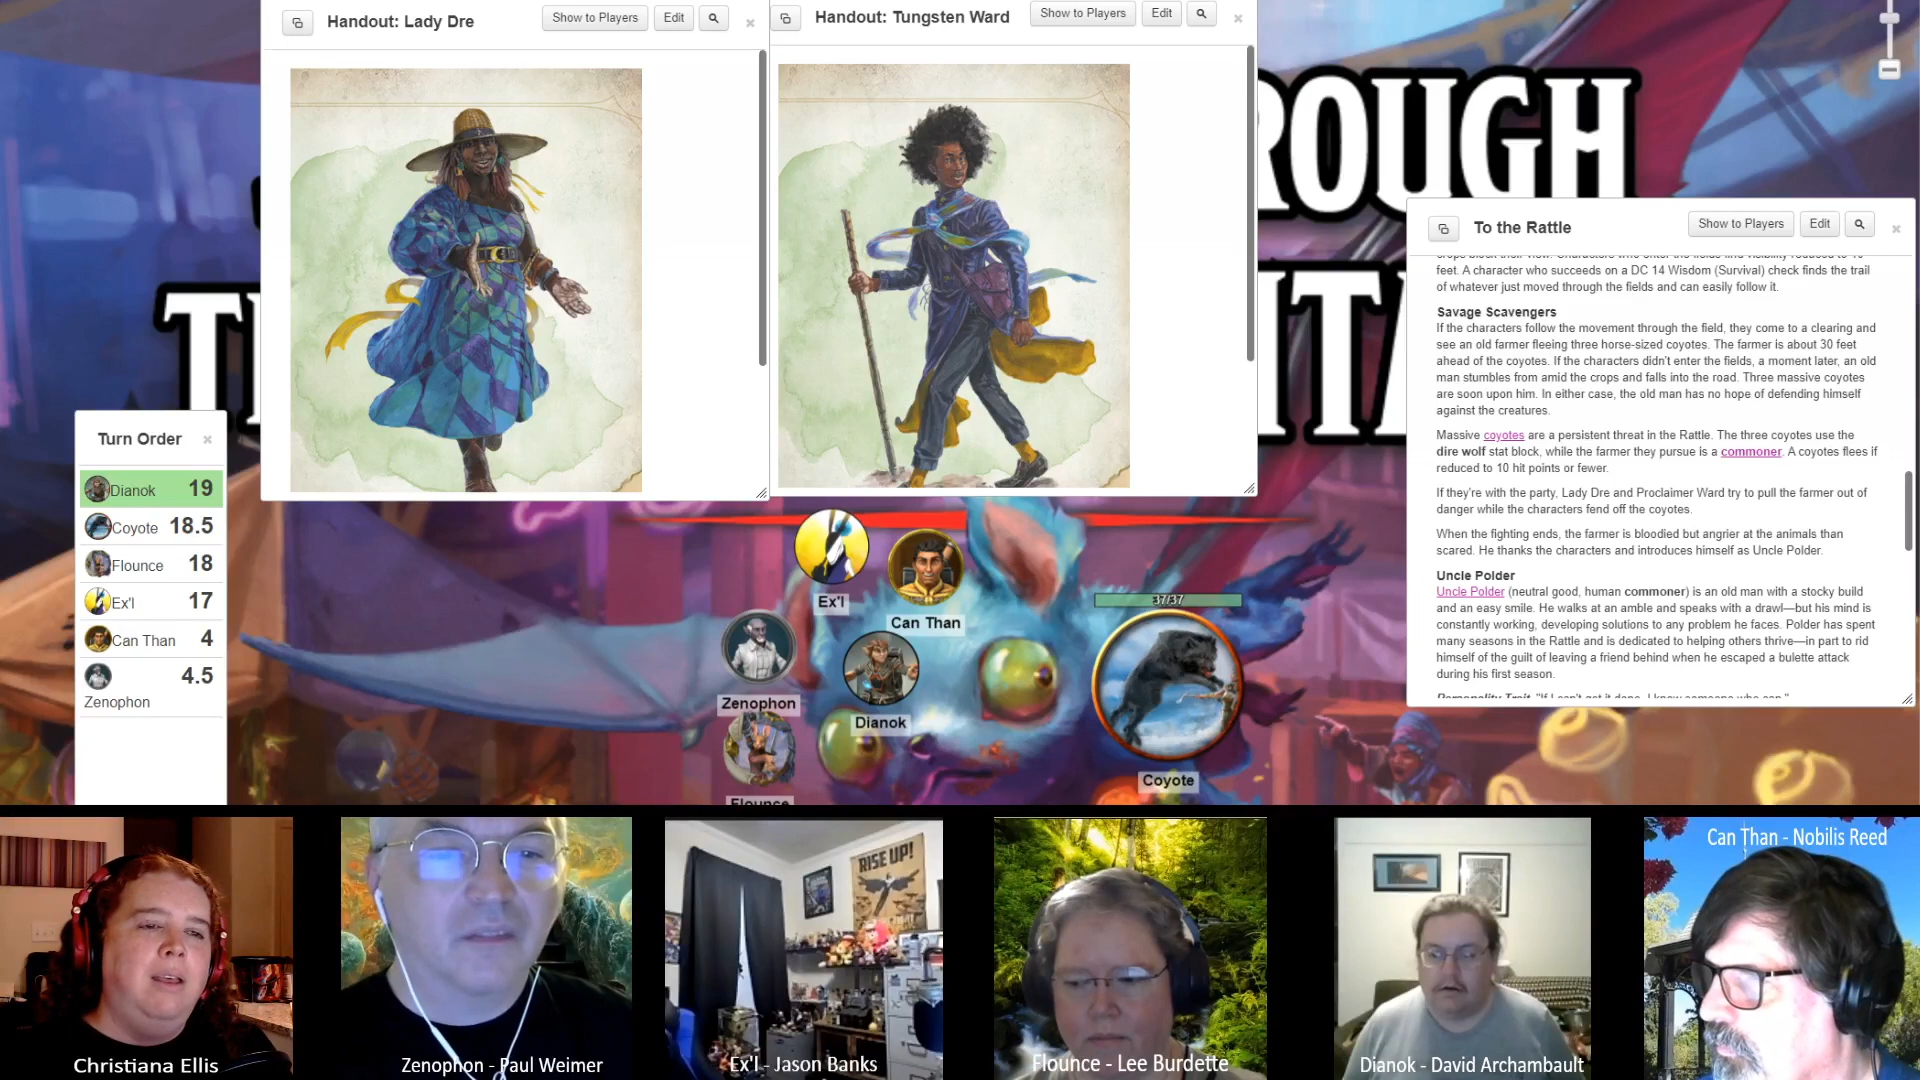 Handout: Lady Dre
Show to Players
Edit
Handout: Tungsten Ward
Show to Players
Edit
ROUGH
T
ITA
To the Rattle
Show to Players
Edit
feet. A character who succeeds on a DC 14 Wisdom (Survival) check finds the trail
of whatever just moved through the fields and can easily follow it.
Savage Scavengers
If the characters follow the movement through the field, they come to a clearing and
see an old farmer fleeing three horse-sized coyotes. The farmer is about 30 feet
ahead of the coyotes. If the characters didn't enter the fields, a moment later, an old
man stumbles from amid the crops and falls into the road. Three massive coyotes
are soon upon him. In either case, the old man has no hope of defending himself
against the creatures.
Massive coyotes are a persistent threat in the Rattle. The three coyotes use the
dire wolf stat block, while the farmer they pursue is a commoner. A coyotes flees if
reduced to 10 hit points or fewer.
If they're with the party, Lady Dre and Proclaimer Ward try to pull the farmer out of
danger while the characters fend off the coyotes.
When the fighting ends, the farmer is bloodied but angrier at the animals than
scared. He thanks the characters and introduces himself as Uncle Polder.
Uncle Polder
Uncle Polder (neutral good, human commoner) is an old man with a stocky build
and an easy smile. He walks at an amble and speaks with a drawl—but his mind is
constantly working, developing solutions to any problem he faces. Polder has spent
many seasons in the Rattle and is dedicated to helping others thrive—in part to rid
himself of the guilt of leaving a friend behind when he escaped a bulette attack
during his first season.
Personality Trait. "If I can't get it done, I know someone who can."
Turn Order
Dianok 19
Coyote 18.5
Flounce 18
Ex'l 17
Can Than 4
Zenophon 4.5
Ex'l
Can Than
37/37
Zenophon
Dianok
Coyote
Flounce
RISE UP!
Christiana Ellis
Zenophon - Paul Weimer
Ex'l - Jason Banks
Flounce - Lee Burdette
Dianok - David Archambault
Can Than - Nobilis Reed